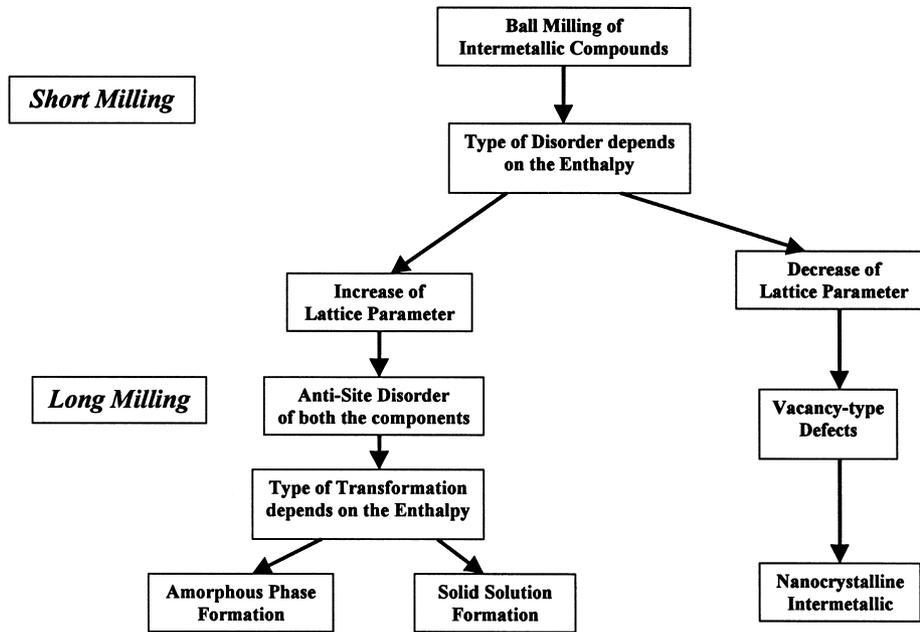 Ball Milling of
Intermetallic Compounds
Short Milling
Type of Disorder depends
on the Enthalpy
Increase of
Lattice Parameter
Decrease of
Lattice Parameter
Long Milling
Anti-Site Disorder
of both the components
Vacancy-type
Defects
Type of Transformation
depends on the Enthalpy
Amorphous Phase
Formation
Solid Solution
Formation
Nanocrystalline
Intermetallic